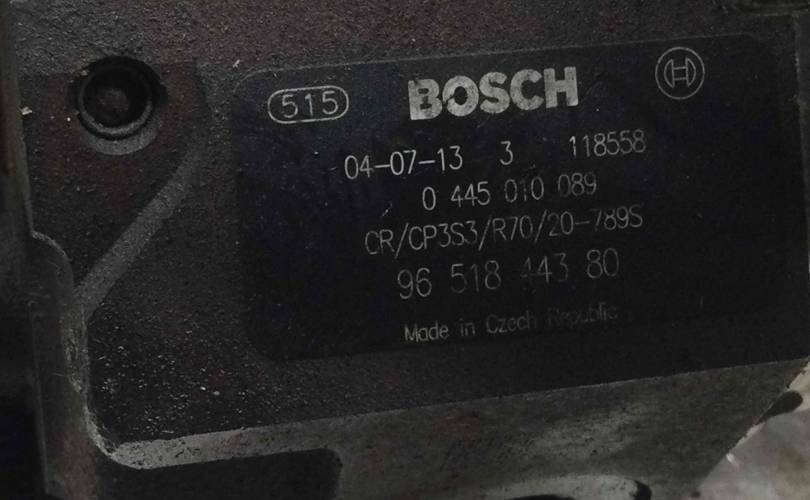 515 BOSCH
04-07-13 3 118558
0 445 010 089
CR/CP3S3/R70/20-789S
96 518 443 80
Made in Czech Republic